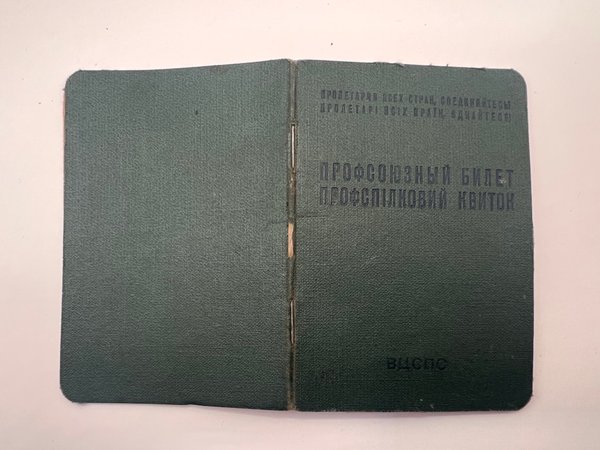 ПРОЛЕТАРИИ ВСЕХ СТРАН, СОЕДИНЯЙТЕСЬ!
ПРОЛЕТАРІ ВСІХ КРАЇН, ЄДНАЙТЕСЯ!
ПРОФСОЮЗНЫЙ БИЛЕТ
ПРОФСПІЛКОВИЙ КВИТОК
ВЦСПС